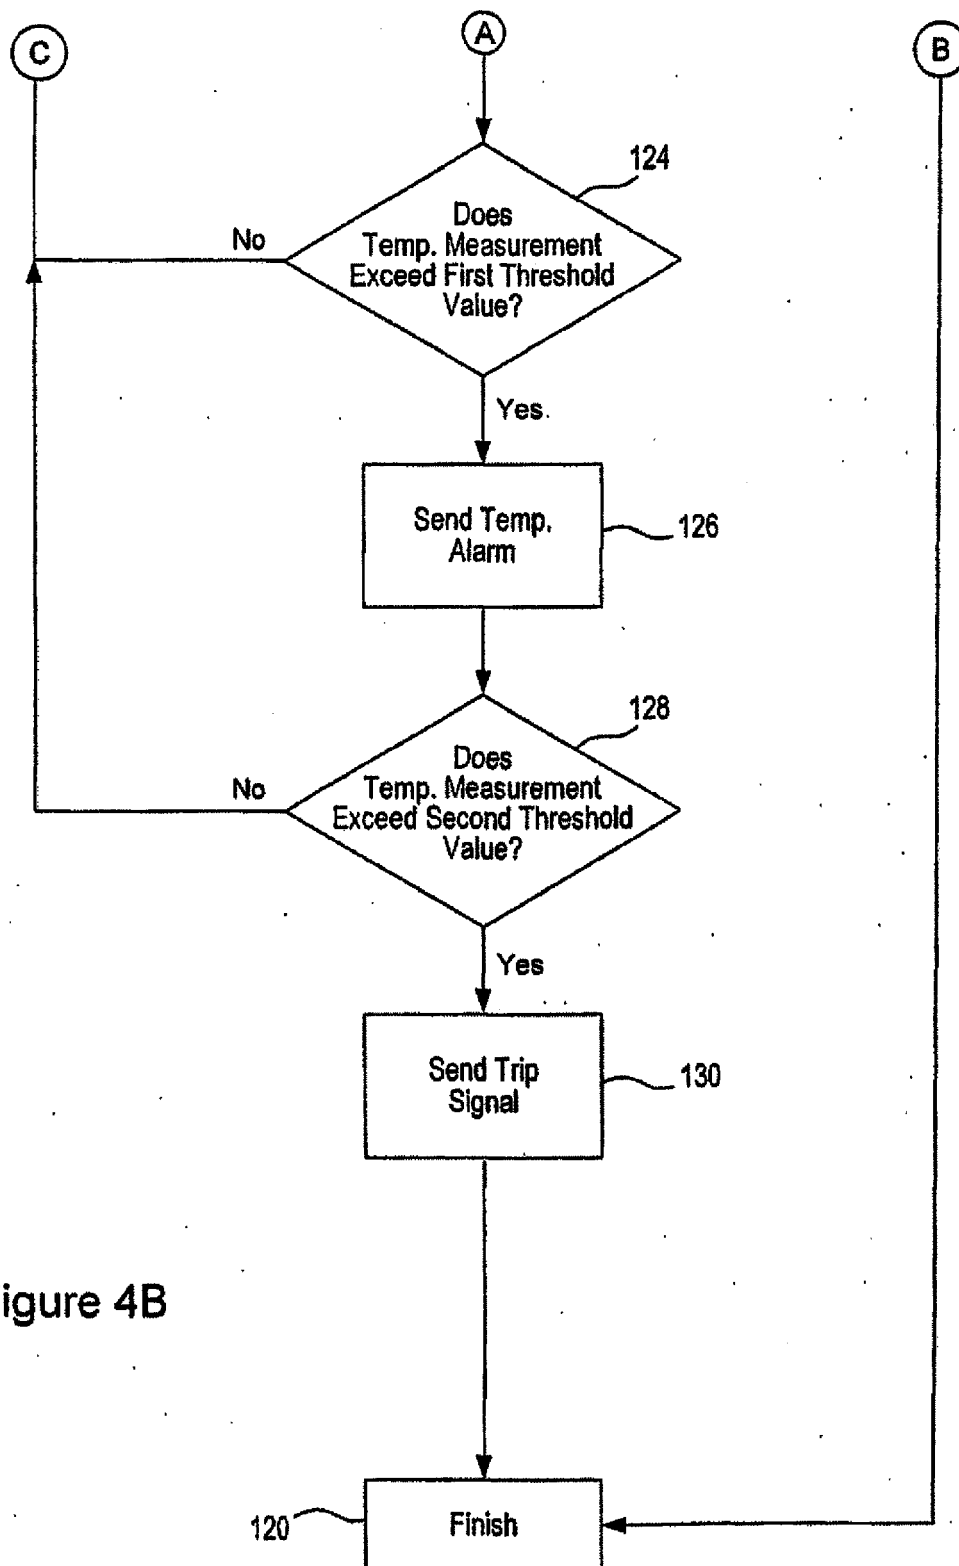 C
A
B
124
Does
Temp. Measurement
Exceed First Threshold
Value?
No
Yes.
Send Temp.
Alarm
126
128
Does
Temp. Measurement
Exceed Second Threshold
Value?
No
Yes
Send Trip
Signal
130
igure 4B
120
Finish